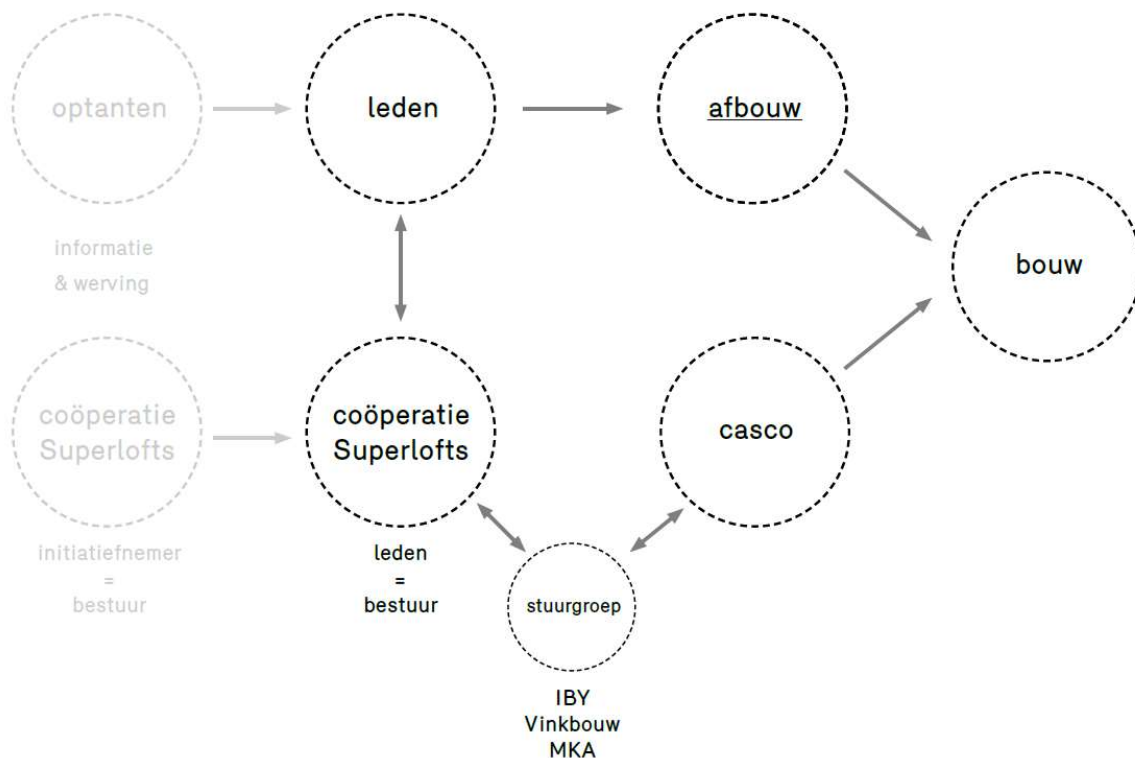 optanten
leden
afbouw
informatie
& werving
bouw
coöperatie
Superlofts
coöperatie
Superlofts
casco
initiatiefnemer
=
bestuur
leden
=
bestuur
stuurgroep
IBY
Vinkbouw
MKA